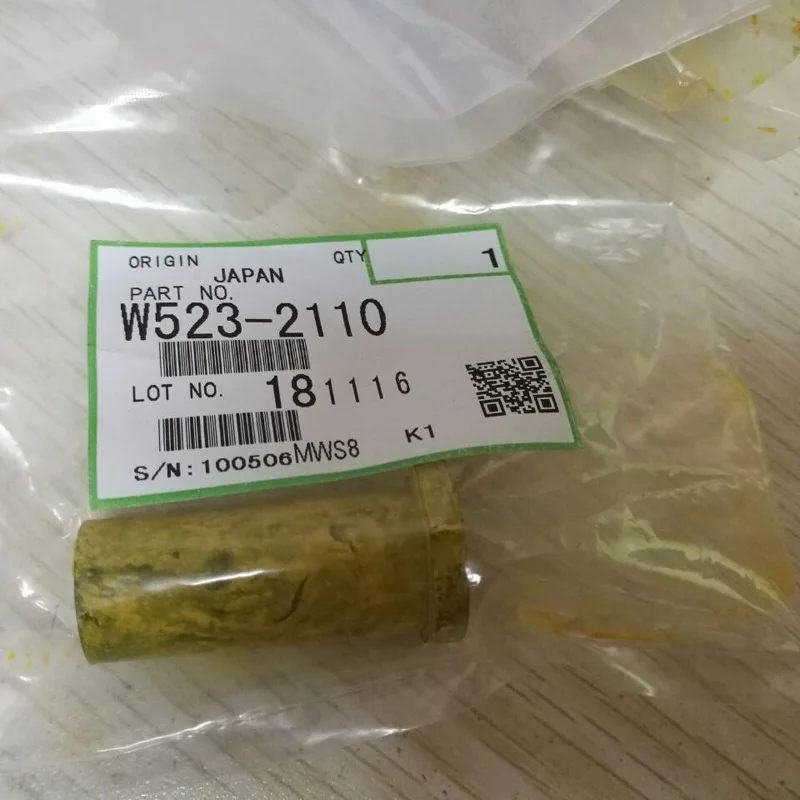 ORIGIN JAPAN QTY 1
PART NO.
W523-2110
LOT NO. 181116
S/N:100506MWS8 K1